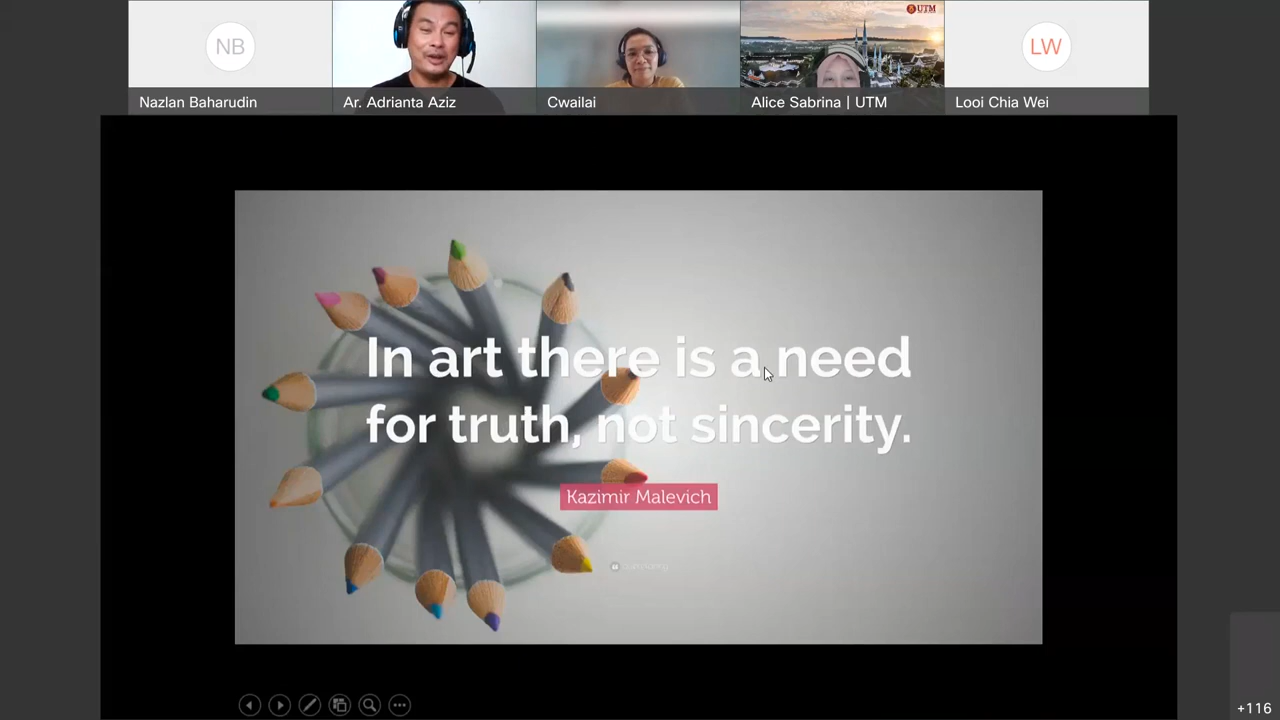 UTM
NB
LW
Nazlan Baharudin
Ar. Adrianta Aziz
Cwailai
Alice Sabrina | UTM
Looi Chia Wei
In art there is a need
for truth, not sincerity.
Kazimir Malevich
+116